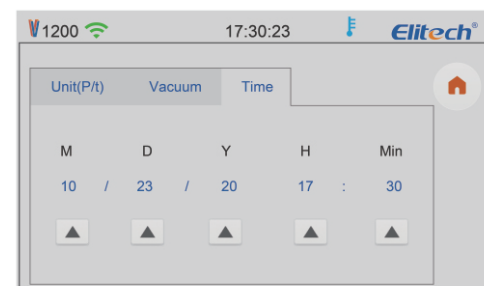 1200 17:30:23 Elitech®
Unit(P/t) Vacuum Time
M D Y H Min
10 / 23 / 20 17 : 30